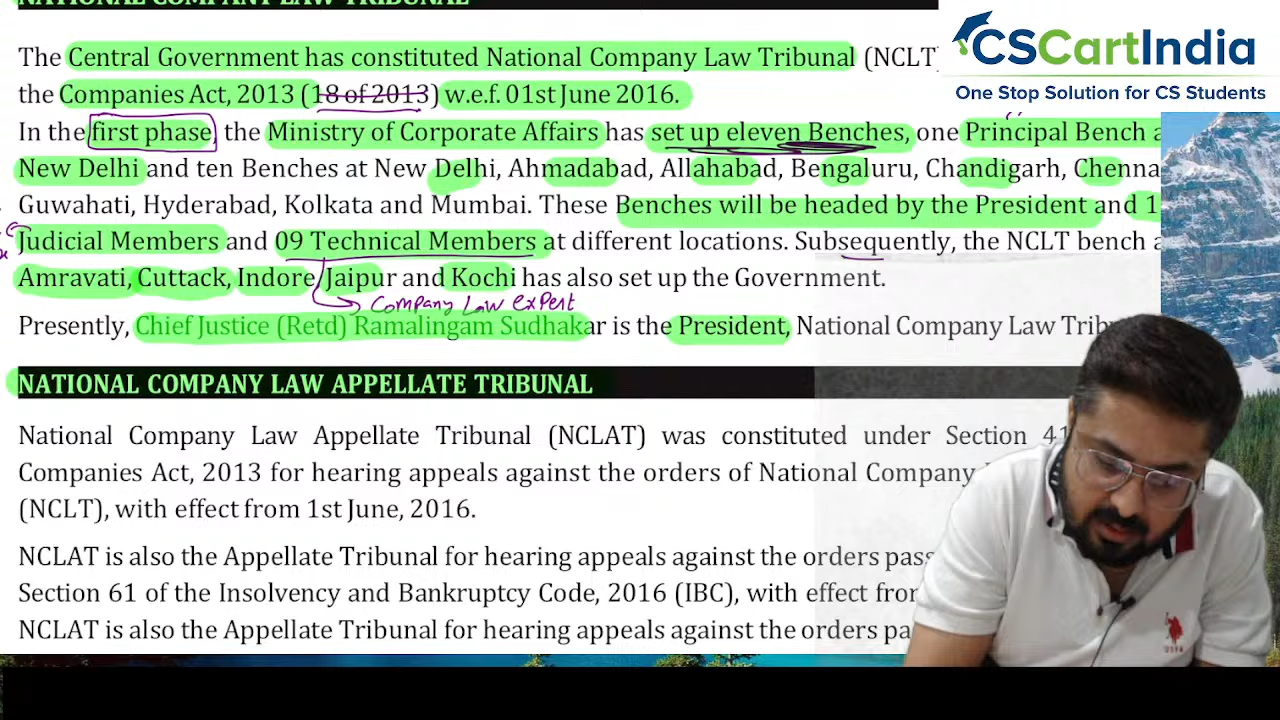 NATIONAL COMPANY LAW TRIBUNAL
CSCartIndia
One Stop Solution for CS Students
The Central Government has constituted National Company Law Tribunal (NCLT)
the Companies Act, 2013 (18 of 2013) w.e.f. 01st June 2016.
In the first phase, the Ministry of Corporate Affairs has set up eleven Benches, one Principal Bench a
New Delhi and ten Benches at New Delhi, Ahmadabad, Allahabad, Bengaluru, Chandigarh, Chenna
Guwahati, Hyderabad, Kolkata and Mumbai. These Benches will be headed by the President and 1
Judicial Members and 09 Technical Members at different locations. Subsequently, the NCLT bench a
Amravati, Cuttack, Indore, Jaipur and Kochi has also set up the Government.
Company Law expert
Presently, Chief Justice (Retd) Ramalingam Sudhakar is the President, National Company Law Trib
NATIONAL COMPANY LAW APPELLATE TRIBUNAL
National Company Law Appellate Tribunal (NCLAT) was constituted under Section 41
Companies Act, 2013 for hearing appeals against the orders of National Company
(NCLT), with effect from 1st June, 2016.
NCLAT is also the Appellate Tribunal for hearing appeals against the orders pass
Section 61 of the Insolvency and Bankruptcy Code, 2016 (IBC), with effect from
NCLAT is also the Appellate Tribunal for hearing appeals against the orders pa
USPA